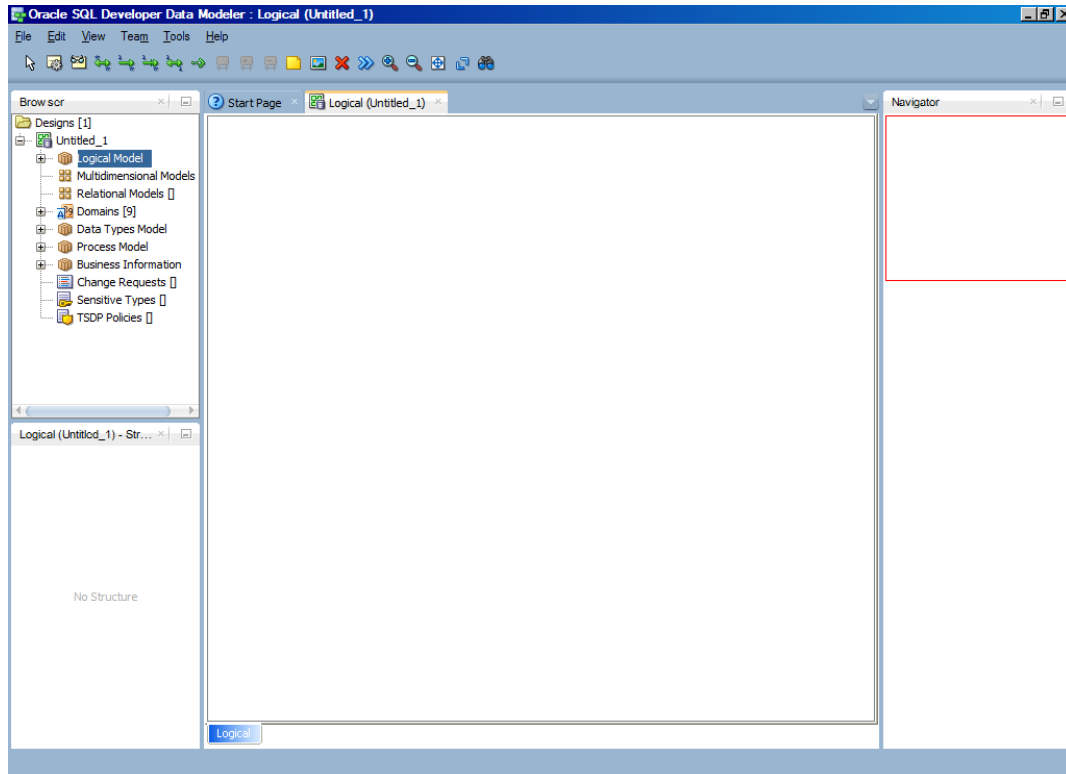 Oracle SQL Developer Data Modeler : Logical (Untitled_1)
File Edit View Team Tools Help
Browser
Start Page
Logical (Untitled_1)
Navigator
Designs [1]
Untitled_1
Logical Model
Multidimensional Models
Relational Models []
Domains [9]
Data Types Model
Process Model
Business Information
Change Requests []
Sensitive Types []
TSDP Policies []
Logical (Untitled_1) - Str...
No Structure
Logical